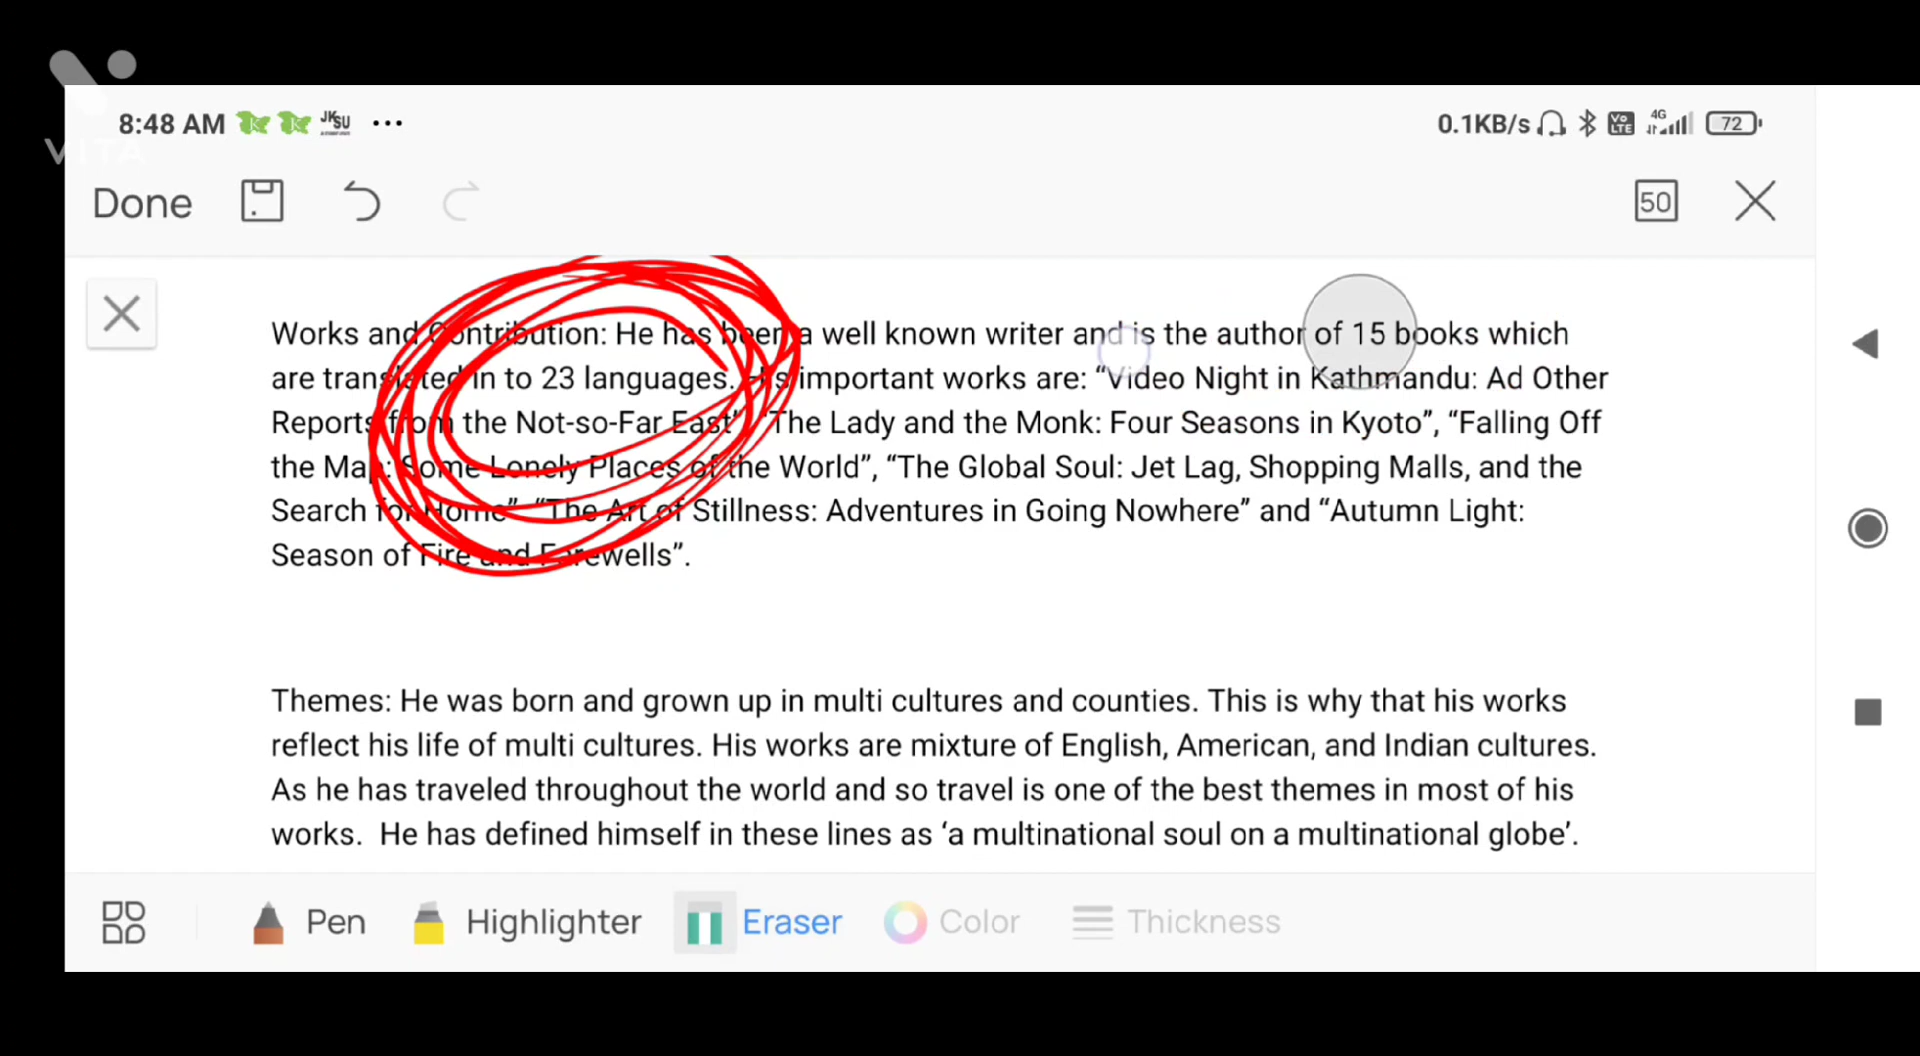 VITA
8:48 AM JKSU ... 0.1KB/s Vo LTE 4G 72
Done 50
Works and Contribution: He has been a well known writer and is the author of 15 books which
are translated in to 23 languages. His important works are: “Video Night in Kathmandu: Ad Other
Reports from the Not-so-Far East”, “The Lady and the Monk: Four Seasons in Kyoto”, “Falling Off
the Map: Some Lonely Places of the World”, “The Global Soul: Jet Lag, Shopping Malls, and the
Search for Home”, “The Art of Stillness: Adventures in Going Nowhere” and “Autumn Light:
Season of Fire and Farewells”.
Themes: He was born and grown up in multi cultures and counties. This is why that his works
reflect his life of multi cultures. His works are mixture of English, American, and Indian cultures.
As he has traveled throughout the world and so travel is one of the best themes in most of his
works. He has defined himself in these lines as ‘a multinational soul on a multinational globe’.
Pen Highlighter Eraser Color Thickness